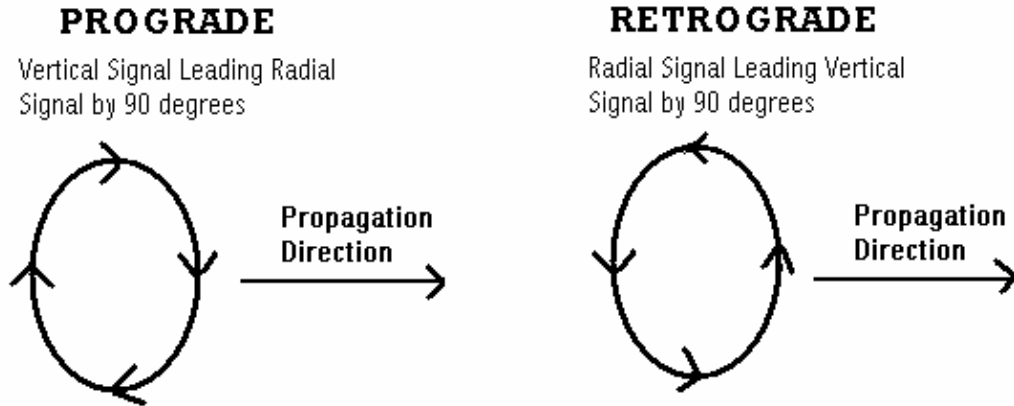 PROGRADE
Vertical Signal Leading Radial
Signal by 90 degrees
Propagation
Direction
RETROGRADE
Radial Signal Leading Vertical
Signal by 90 degrees
Propagation
Direction